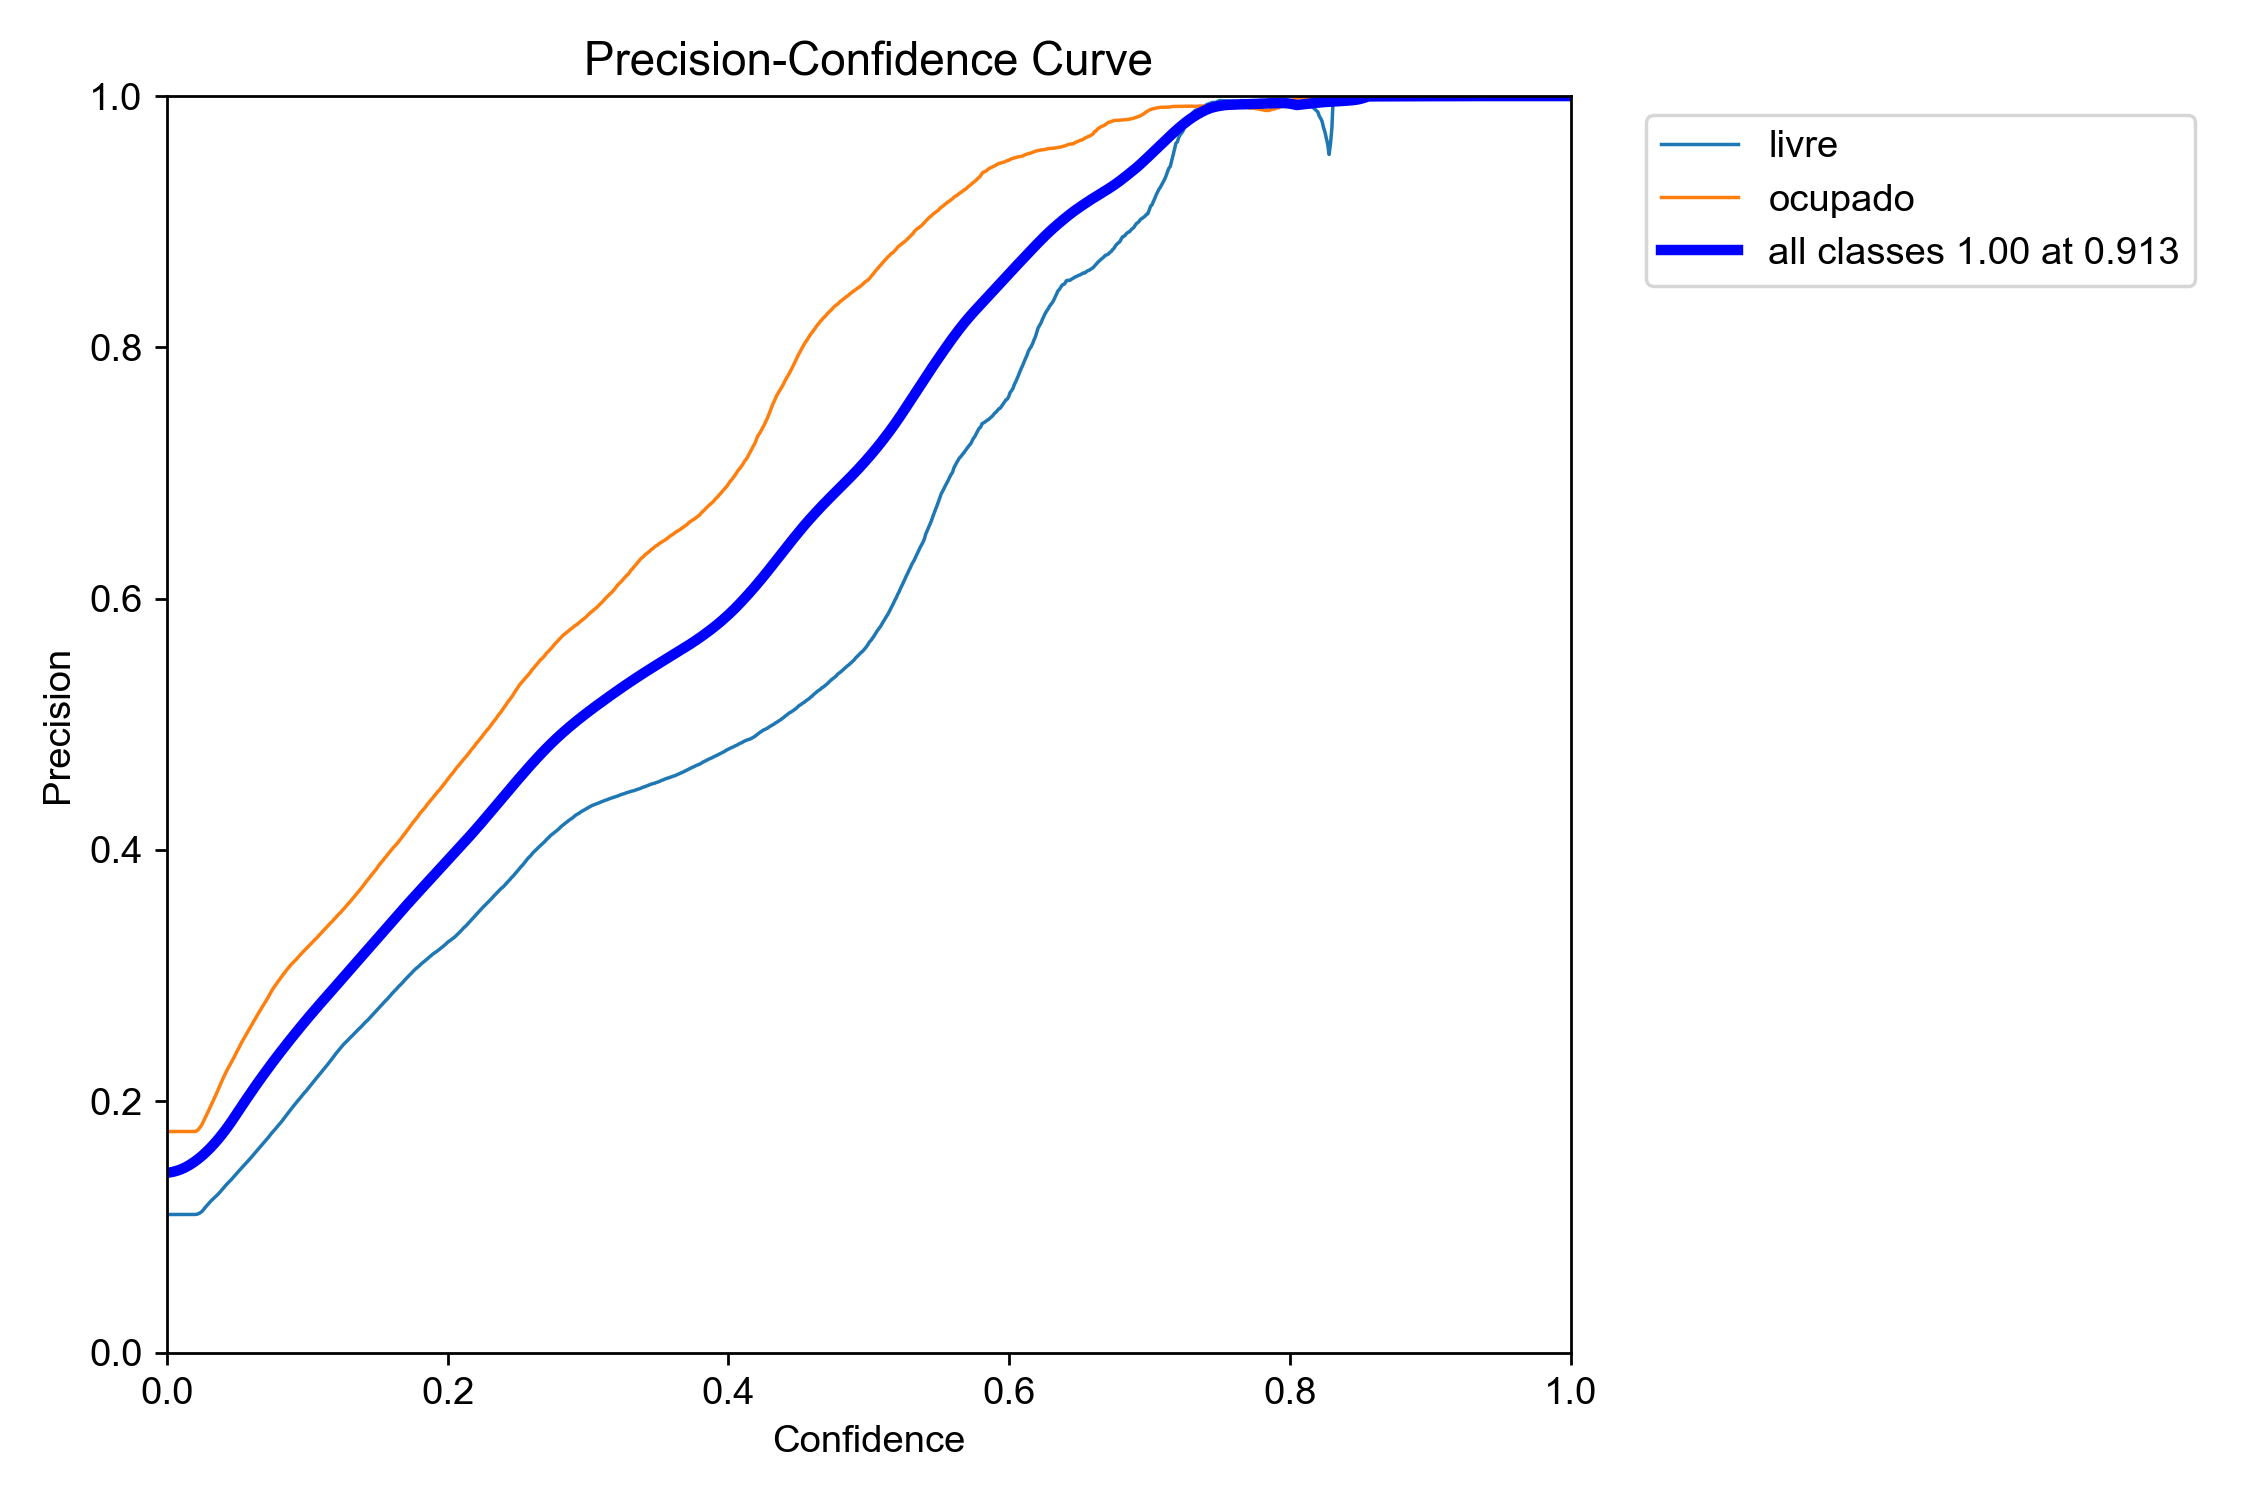 Precision-Confidence Curve
1.0
0.8
0.6
0.4
0.2
0.0
Precision
0.0 0.2 0.4 0.6 0.8 1.0
Confidence
livre
ocupado
all classes 1.00 at 0.913